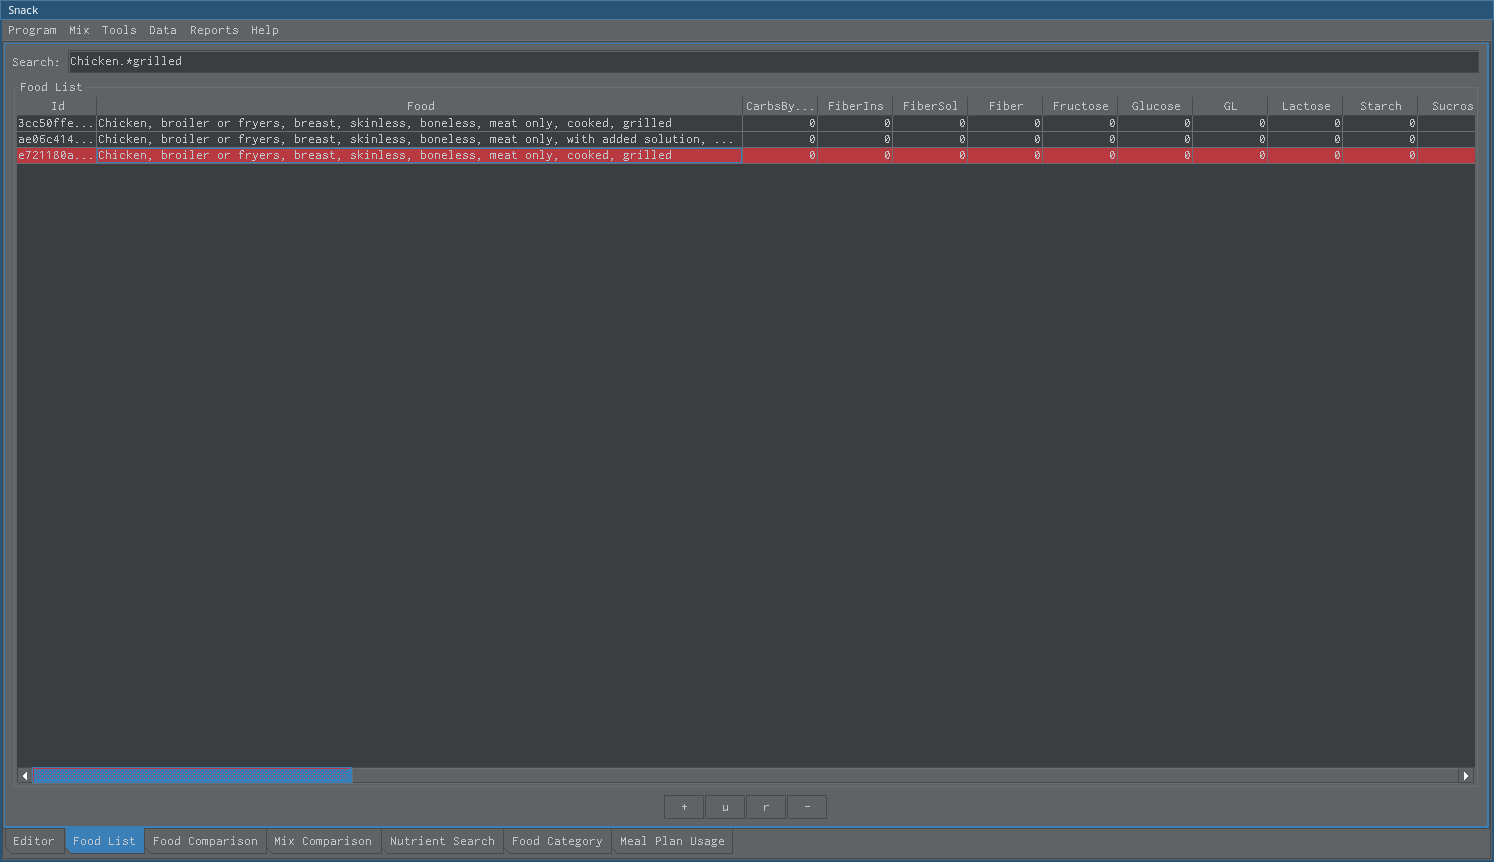 Snack
Program Mix Tools Data Reports Help
Search: Chicken.*grilled
Food List
Id Food CarbsBy... FiberIns FiberSol Fiber Fructose Glucose GL Lactose Starch Sucros
3cc50ffe... Chicken, broiler or fryers, breast, skinless, boneless, meat only, cooked, grilled 0 0 0 0 0 0 0 0 0
ae06c414... Chicken, broiler or fryers, breast, skinless, boneless, meat only, with added solution, ... 0 0 0 0 0 0 0 0 0
e721180a... Chicken, broiler or fryers, breast, skinless, boneless, meat only, cooked, grilled 0 0 0 0 0 0 0 0 0
+ u r -
Editor Food List Food Comparison Mix Comparison Nutrient Search Food Category Meal Plan Usage